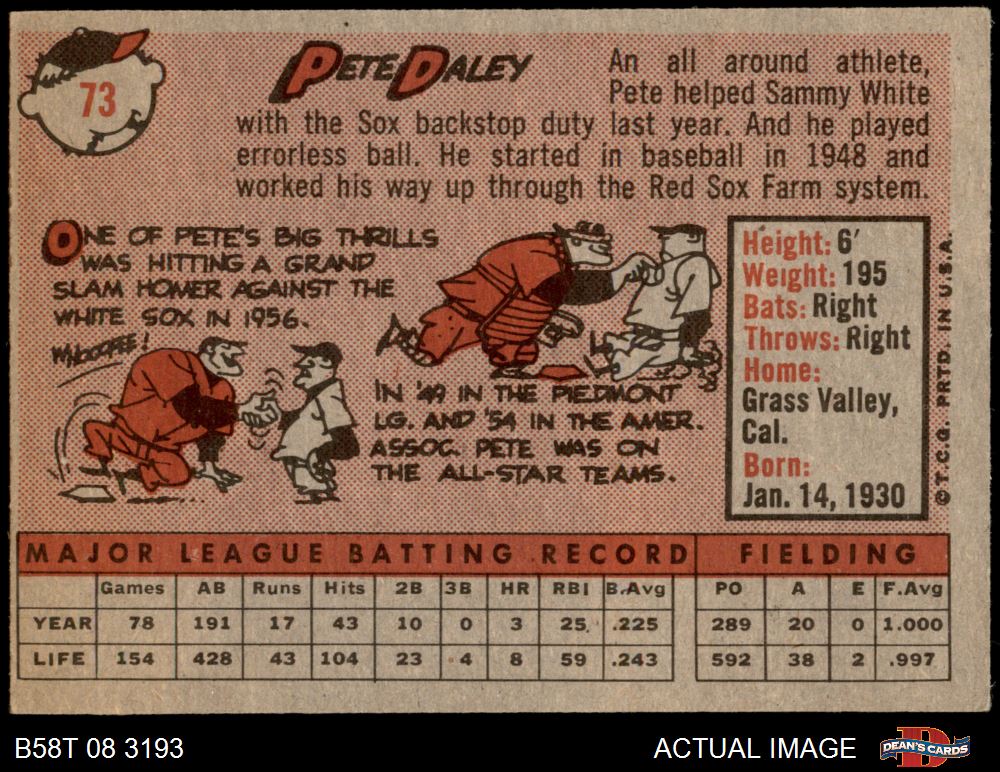 73
PETE DALEY
An all around athlete,
Pete helped Sammy White
with the Sox backstop duty last year. And he played
errorless ball. He started in baseball in 1948 and
worked his way up through the Red Sox Farm system.
ONE OF PETE'S BIG THRILLS
WAS HITTING A GRAND
SLAM HOMER AGAINST THE
WHITE SOX IN 1956.
WHOOPEE!
IN '49 IN THE PIEDMONT
LG. AND '54 IN THE AMER.
ASSOC. PETE WAS ON
THE ALL-STAR TEAMS.
Height: 6'
Weight: 195
Bats: Right
Throws: Right
Home:
Grass Valley,
Cal.
Born:
Jan. 14, 1930
© T.C.G. PRTD. IN U.S.A.
MAJOR LEAGUE BATTING RECORD FIELDING
Games AB Runs Hits 2B 3B HR RBI B.Avg PO A E F.Avg
YEAR 78 191 17 43 10 0 3 25 .225 289 20 0 1.000
LIFE 154 428 43 104 23 4 8 59 .243 592 38 2 .997
B58T 08 3193 ACTUAL IMAGE D DEAN'S CARDS